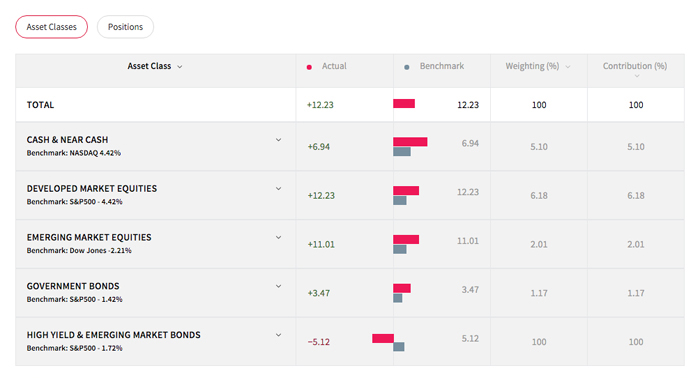 Asset Classes
Positions
Asset Class Actual Benchmark Weighting (%) Contribution (%)
TOTAL +12.23 12.23 100 100
CASH & NEAR CASH
+6.94 6.94 5.10 5.10
Benchmark: NASDAQ 4.42%
DEVELOPED MARKET EQUITIES
+12.23 12.23 6.18 6.18
Benchmark: S&P500 - 4.42%
EMERGING MARKET EQUITIES
+11.01 11.01 2.01 2.01
Benchmark: Dow Jones -2.21%
GOVERNMENT BONDS
+3.47 3.47 1.17 1.17
Benchmark: S&P500 - 1.42%
HIGH YIELD & EMERGING MARKET BONDS
−5.12 5.12 100 100
Benchmark: S&P500 - 1.72%